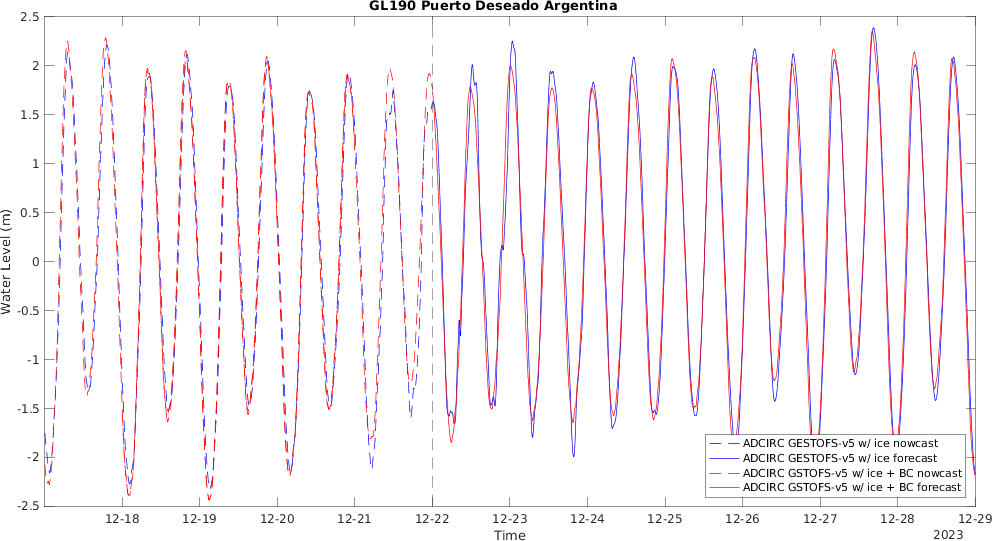 GL190 Puerto Deseado Argentina
2.5
2
1.5
1
0.5
0
-0.5
-1
-1.5
-2
-2.5
Water Level (m)
12-18 12-19 12-20 12-21 12-22 12-23 12-24 12-25 12-26 12-27 12-28 12-29
Time
2023
ADCIRC GESTOFS-v5 w/ ice nowcast
ADCIRC GESTOFS-v5 w/ ice forecast
ADCIRC GSTOFS-v5 w/ ice + BC nowcast
ADCIRC GSTOFS-v5 w/ ice + BC forecast